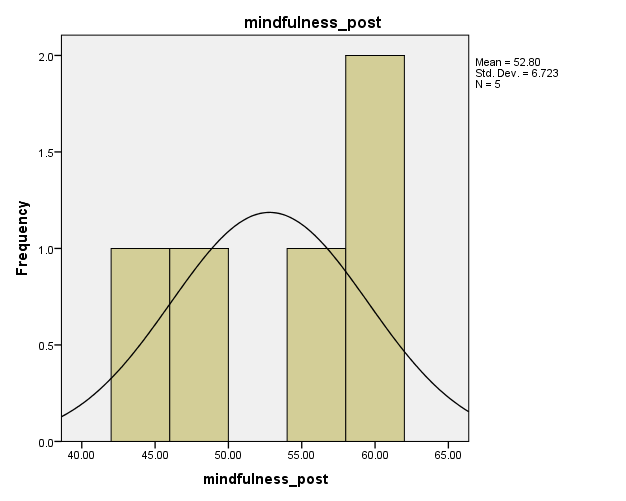 mindfulness_post
2.0
1.5
1.0
0.5
0.0
Frequency
40.00 45.00 50.00 55.00 60.00 65.00
mindfulness_post
Mean = 52.80
Std. Dev. = 6.723
N = 5